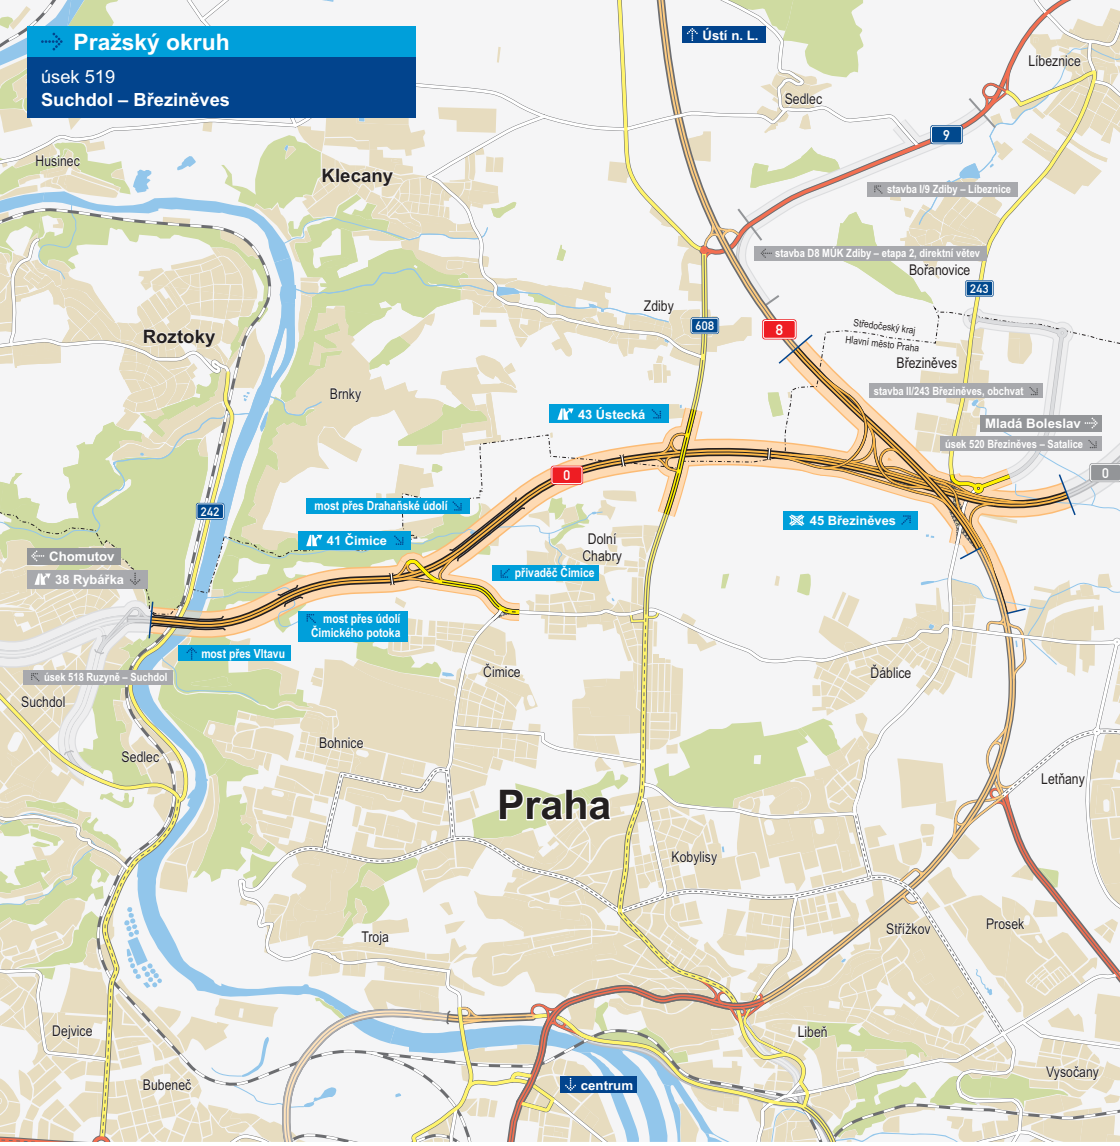 Pražský okruh
úsek 519
Suchdol – Březiněves
Ústí n. L.
Líbeznice
Sedlec
9
Husinec
Klecany
stavba I/9 Zdiby – Líbeznice
stavba D8 MÚK Zdiby – etapa 2, direktní větev
Bořanovice
243
Zdiby
608
8
Středočeský kraj
Hlavní město Praha
Březiněves
Roztoky
Brnky
stavba II/243 Březiněves, obchvat
43 Ústecká
Mladá Boleslav
úsek 520 Březiněves – Satalice
0
0
most přes Drahaňské údolí
242
45 Březiněves
41 Čimice
Dolní
Chabry
Chomutov
38 Rybářka
přivaděč Čimice
most přes údolí
Čimického potoka
most přes Vltavu
úsek 518 Ruzyně – Suchdol
Čimice
Ďáblice
Suchdol
Bohnice
Sedlec
Letňany
Praha
Kobylisy
Troja
Střížkov
Prosek
Dejvice
Libeň
Vysočany
Bubeneč
centrum